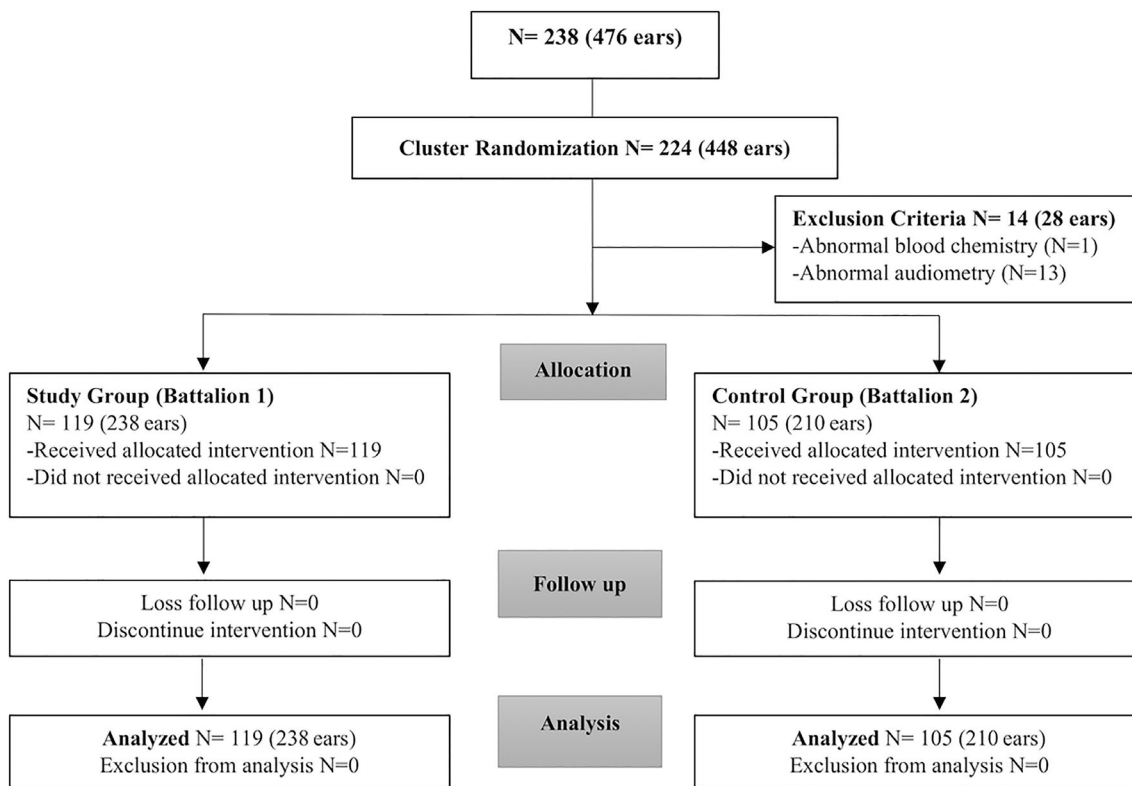 N= 238 (476 ears)
Cluster Randomization N= 224 (448 ears)
Exclusion Criteria N= 14 (28 ears)
-Abnormal blood chemistry (N=1)
-Abnormal audiometry (N=13)
Allocation
Study Group (Battalion 1)
N= 119 (238 ears)
-Received allocated intervention N=119
-Did not received allocated intervention N=0
Control Group (Battalion 2)
N= 105 (210 ears)
-Received allocated intervention N=105
-Did not received allocated intervention N=0
Follow up
Loss follow up N=0
Discontinue intervention N=0
Loss follow up N=0
Discontinue intervention N=0
Analysis
Analyzed N= 119 (238 ears)
Exclusion from analysis N=0
Analyzed N= 105 (210 ears)
Exclusion from analysis N=0